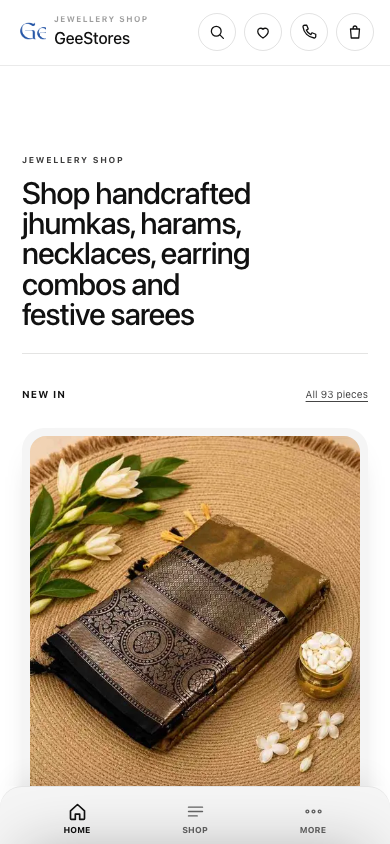 JEWELLERY SHOP
Ge GeeStores
JEWELLERY SHOP
Shop handcrafted
jhumkas, harams,
necklaces, earring
combos and
festive sarees
NEW IN
All 93 pieces
HOME
SHOP
MORE